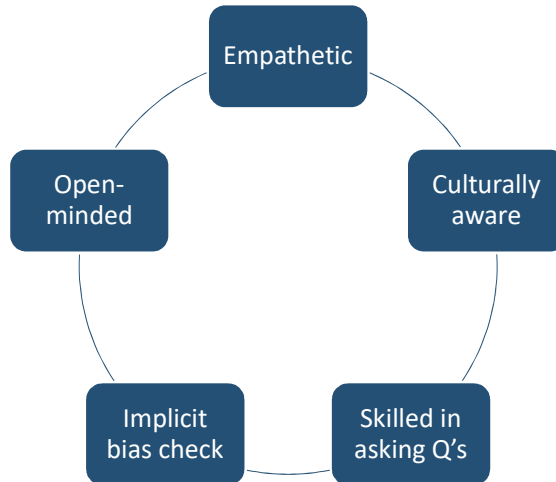 Empathetic
Culturally
aware
Skilled in
asking Q’s
Implicit
bias check
Open-
minded